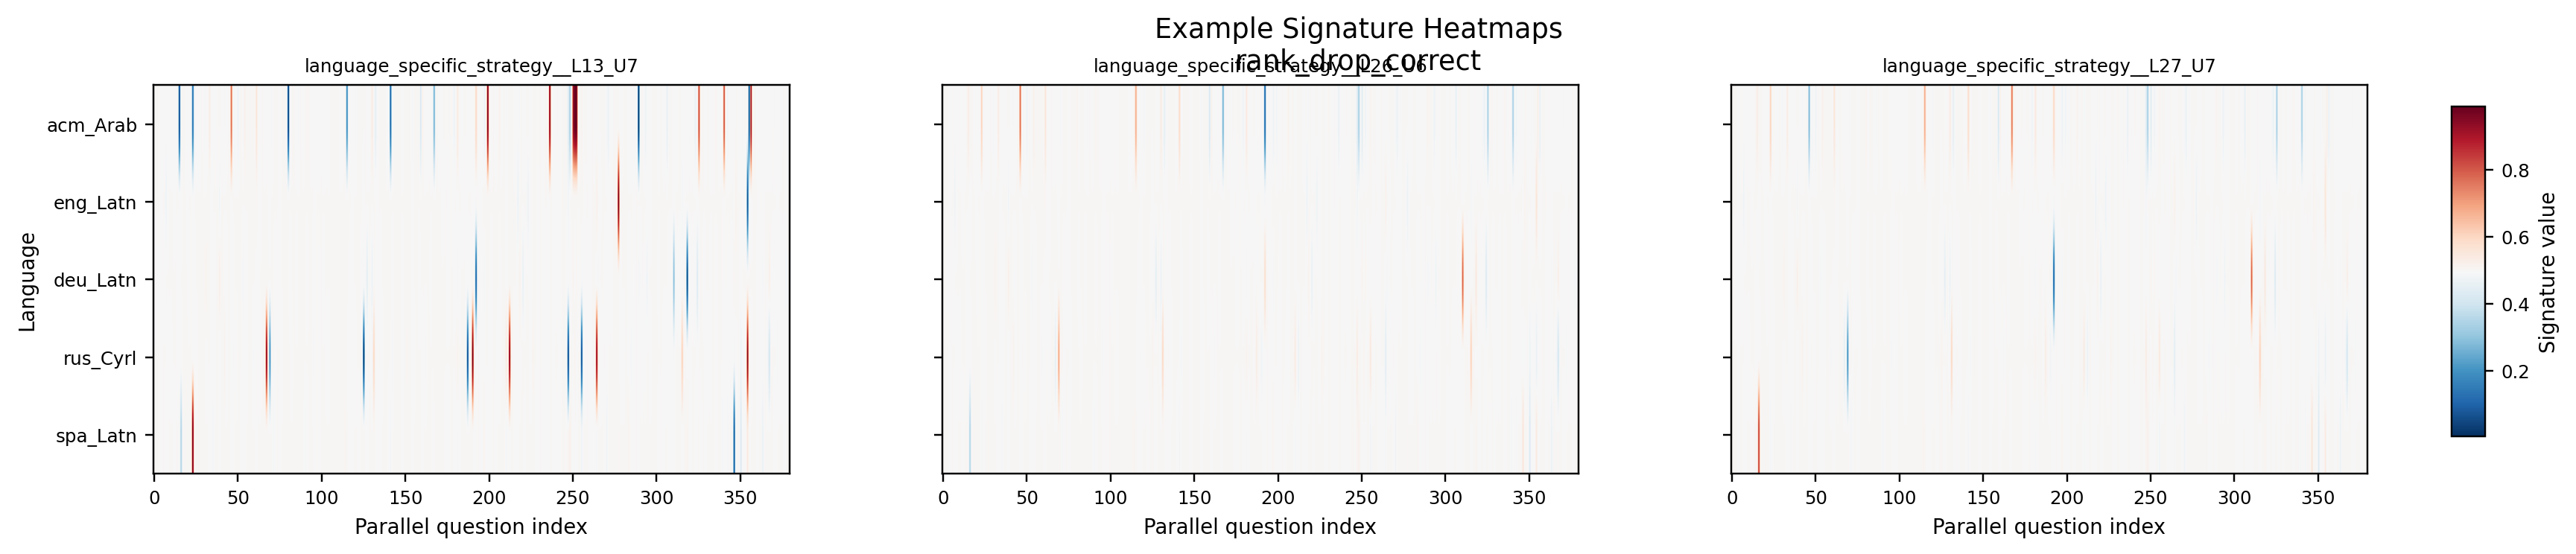 Example Signature Heatmaps
rank_drop_correct
language_specific_strategy__L13_U7
language_specific_strategy__L26_U6
language_specific_strategy__L27_U7
Language
acm_Arab
eng_Latn
deu_Latn
rus_Cyrl
spa_Latn
0 50 100 150 200 250 300 350
Parallel question index
0 50 100 150 200 250 300 350
Parallel question index
0 50 100 150 200 250 300 350
Parallel question index
0.8
0.6
0.4
0.2
Signature value